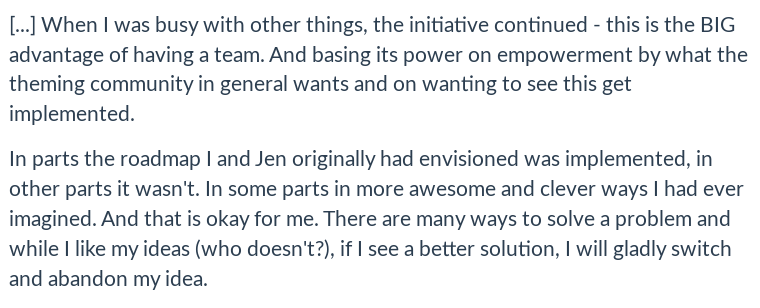 [...] When I was busy with other things, the initiative continued - this is the BIG
advantage of having a team. And basing its power on empowerment by what the
theming community in general wants and on wanting to see this get
implemented.
In parts the roadmap I and Jen originally had envisioned was implemented, in
other parts it wasn't. In some parts in more awesome and clever ways I had ever
imagined. And that is okay for me. There are many ways to solve a problem and
while I like my ideas (who doesn't?), if I see a better solution, I will gladly switch
and abandon my idea.